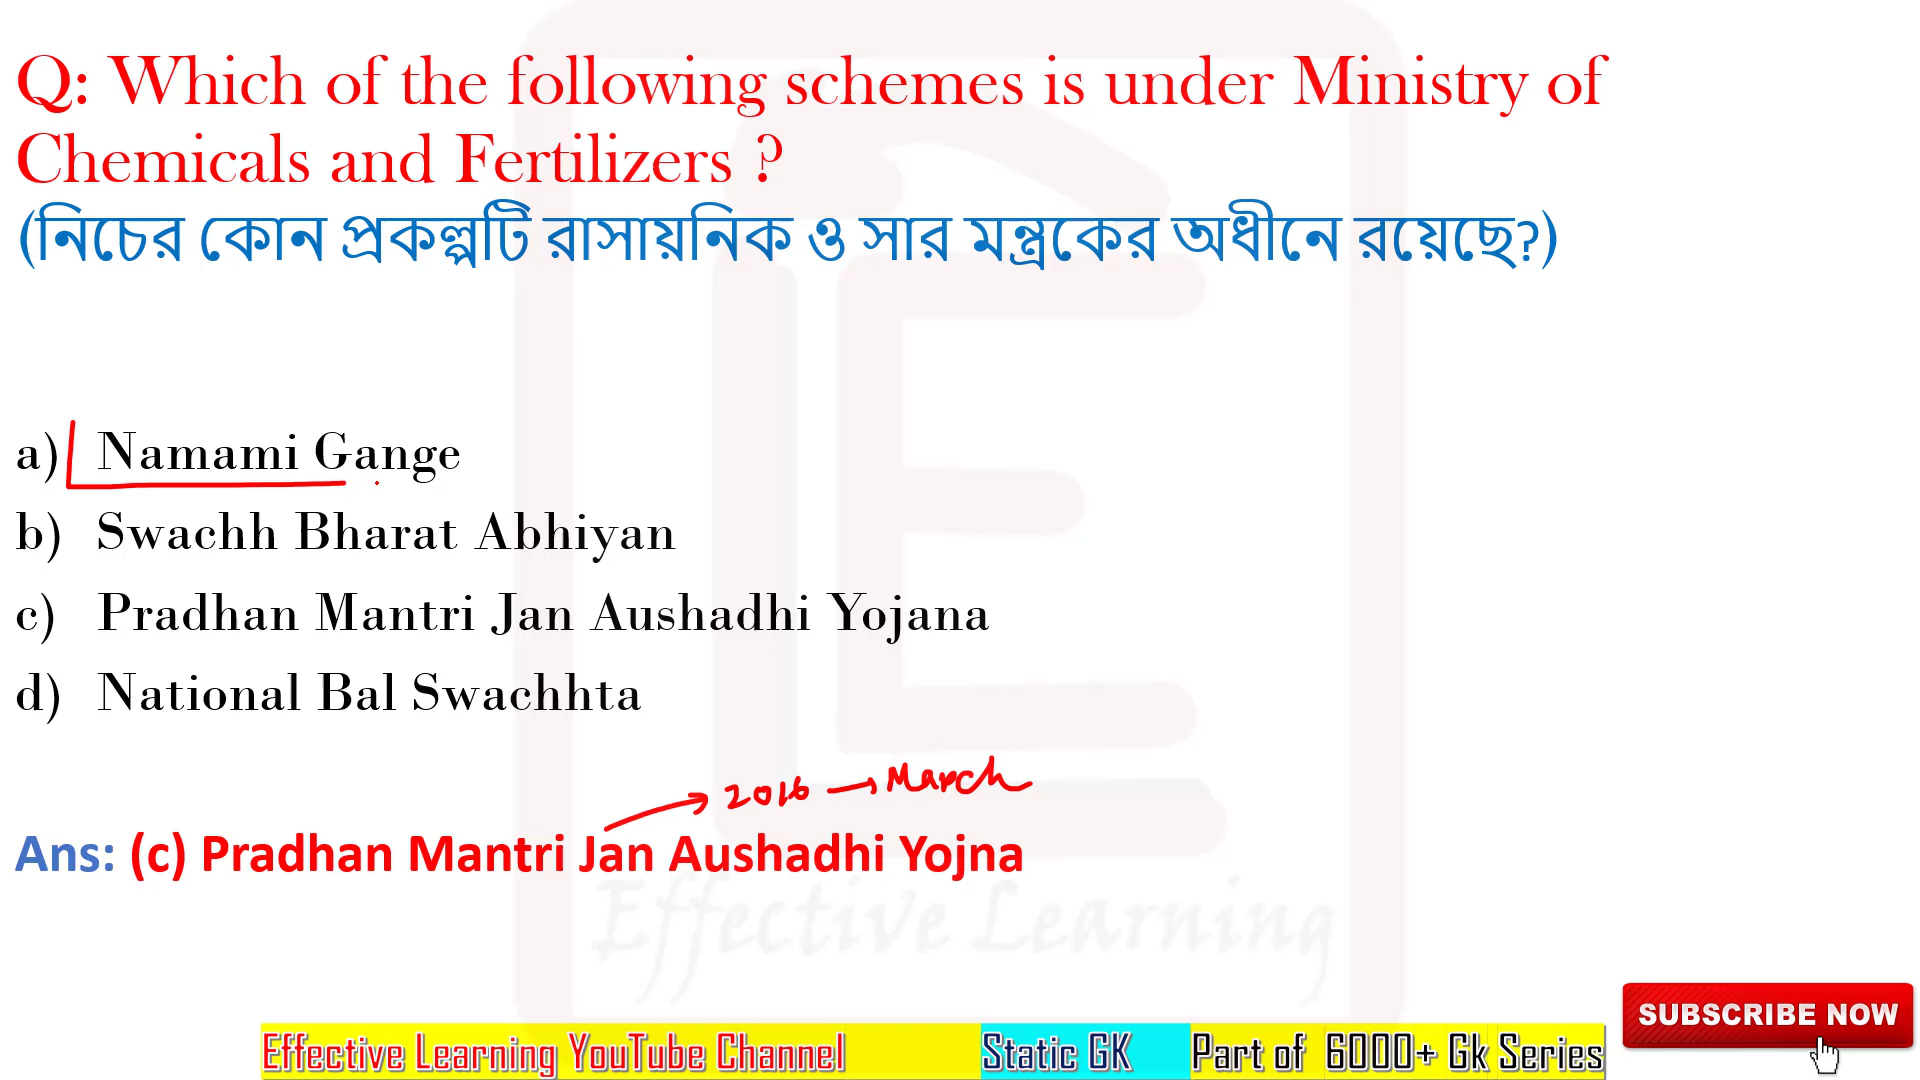 Q: Which of the following schemes is under Ministry of
Chemicals and Fertilizers ?
(নিচের কোন প্রকল্পটি রাসায়নিক ও সার মন্ত্রকের অধীনে রয়েছে?)
a) Namami Gange
b) Swachh Bharat Abhiyan
c) Pradhan Mantri Jan Aushadhi Yojana
d) National Bal Swachhta
2016 → March
Ans: (c) Pradhan Mantri Jan Aushadhi Yojna
Effective Learning
SUBSCRIBE NOW
Effective Learning YouTube Channel Static GK Part of 6000+ Gk Series